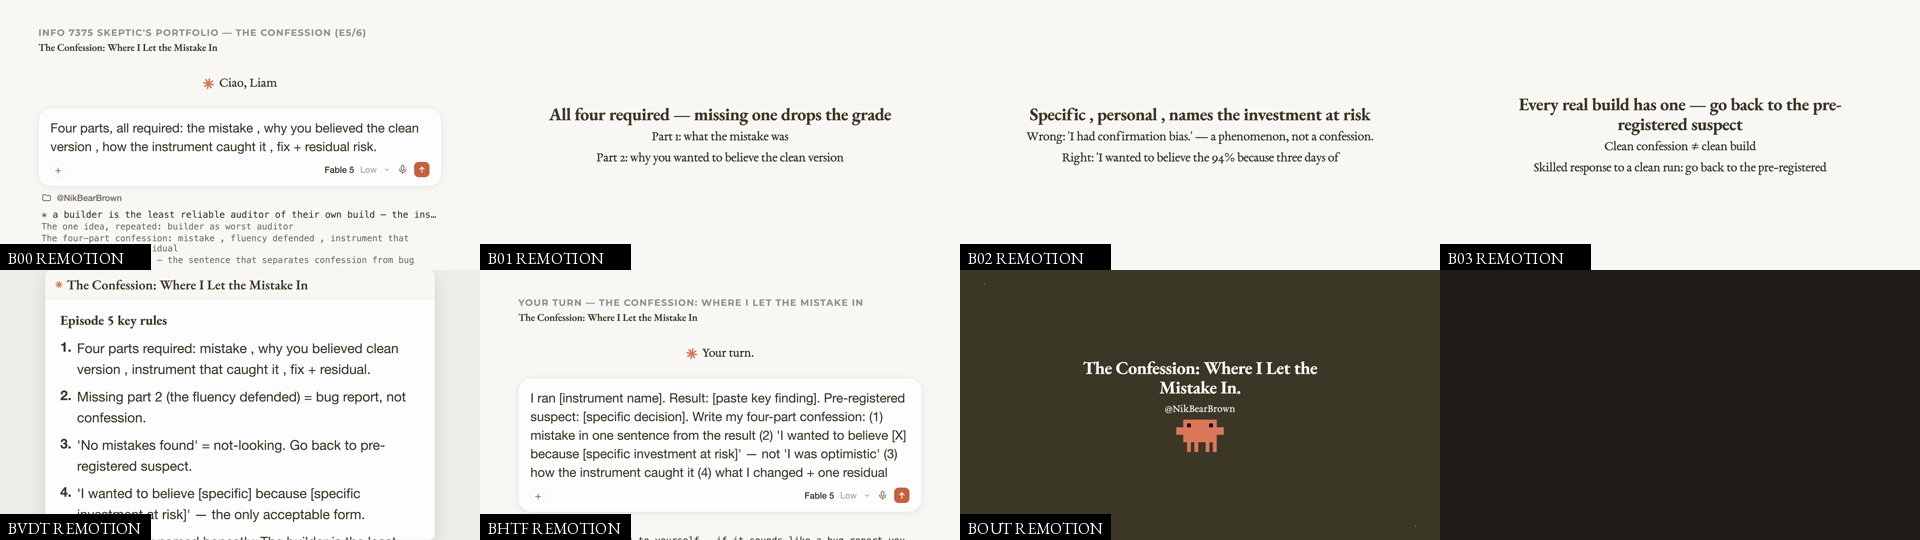 INFO 7375 SKEPTIC'S PORTFOLIO — THE CONFESSION (E5/6)
The Confession: Where I Let the Mistake In
Ciao, Liam
Four parts, all required: the mistake , why you believed the clean
version , how the instrument caught it , fix + residual risk.
+
Fable 5 Low
@NikBearBrown
* a builder is the least reliable auditor of their own build — the ins…
The one idea, repeated: builder as worst auditor
The four-part confession: mistake , fluency defended , instrument that
idual
— the sentence that separates confession from bug
B00 REMOTION
All four required — missing one drops the grade
Part 1: what the mistake was
Part 2: why you wanted to believe the clean version
B01 REMOTION
Specific , personal , names the investment at risk
Wrong: 'I had confirmation bias.' — a phenomenon, not a confession.
Right: 'I wanted to believe the 94% because three days of
B02 REMOTION
Every real build has one — go back to the pre-
registered suspect
Clean confession ≠ clean build
Skilled response to a clean run: go back to the pre-registered
B03 REMOTION
The Confession: Where I Let the Mistake In
Episode 5 key rules
1. Four parts required: mistake , why you believed clean
version , instrument that caught it , fix + residual.
2. Missing part 2 (the fluency defended) = bug report, not
confession.
3. 'No mistakes found' = not-looking. Go back to pre-
registered suspect.
4. 'I wanted to believe [specific] because [specific
investment at risk]' — the only acceptable form.
BVDT REMOTION
YOUR TURN — THE CONFESSION: WHERE I LET THE MISTAKE IN
The Confession: Where I Let the Mistake In
Your turn.
I ran [instrument name]. Result: [paste key finding]. Pre-registered
suspect: [specific decision]. Write my four-part confession: (1)
mistake in one sentence from the result (2) 'I wanted to believe [X]
because [specific investment at risk]' — not 'I was optimistic' (3)
how the instrument caught it (4) what I changed + one residual
+
Fable 5 Low
BHTF REMOTION
The Confession: Where I Let the
Mistake In.
@NikBearBrown
BOUT REMOTION